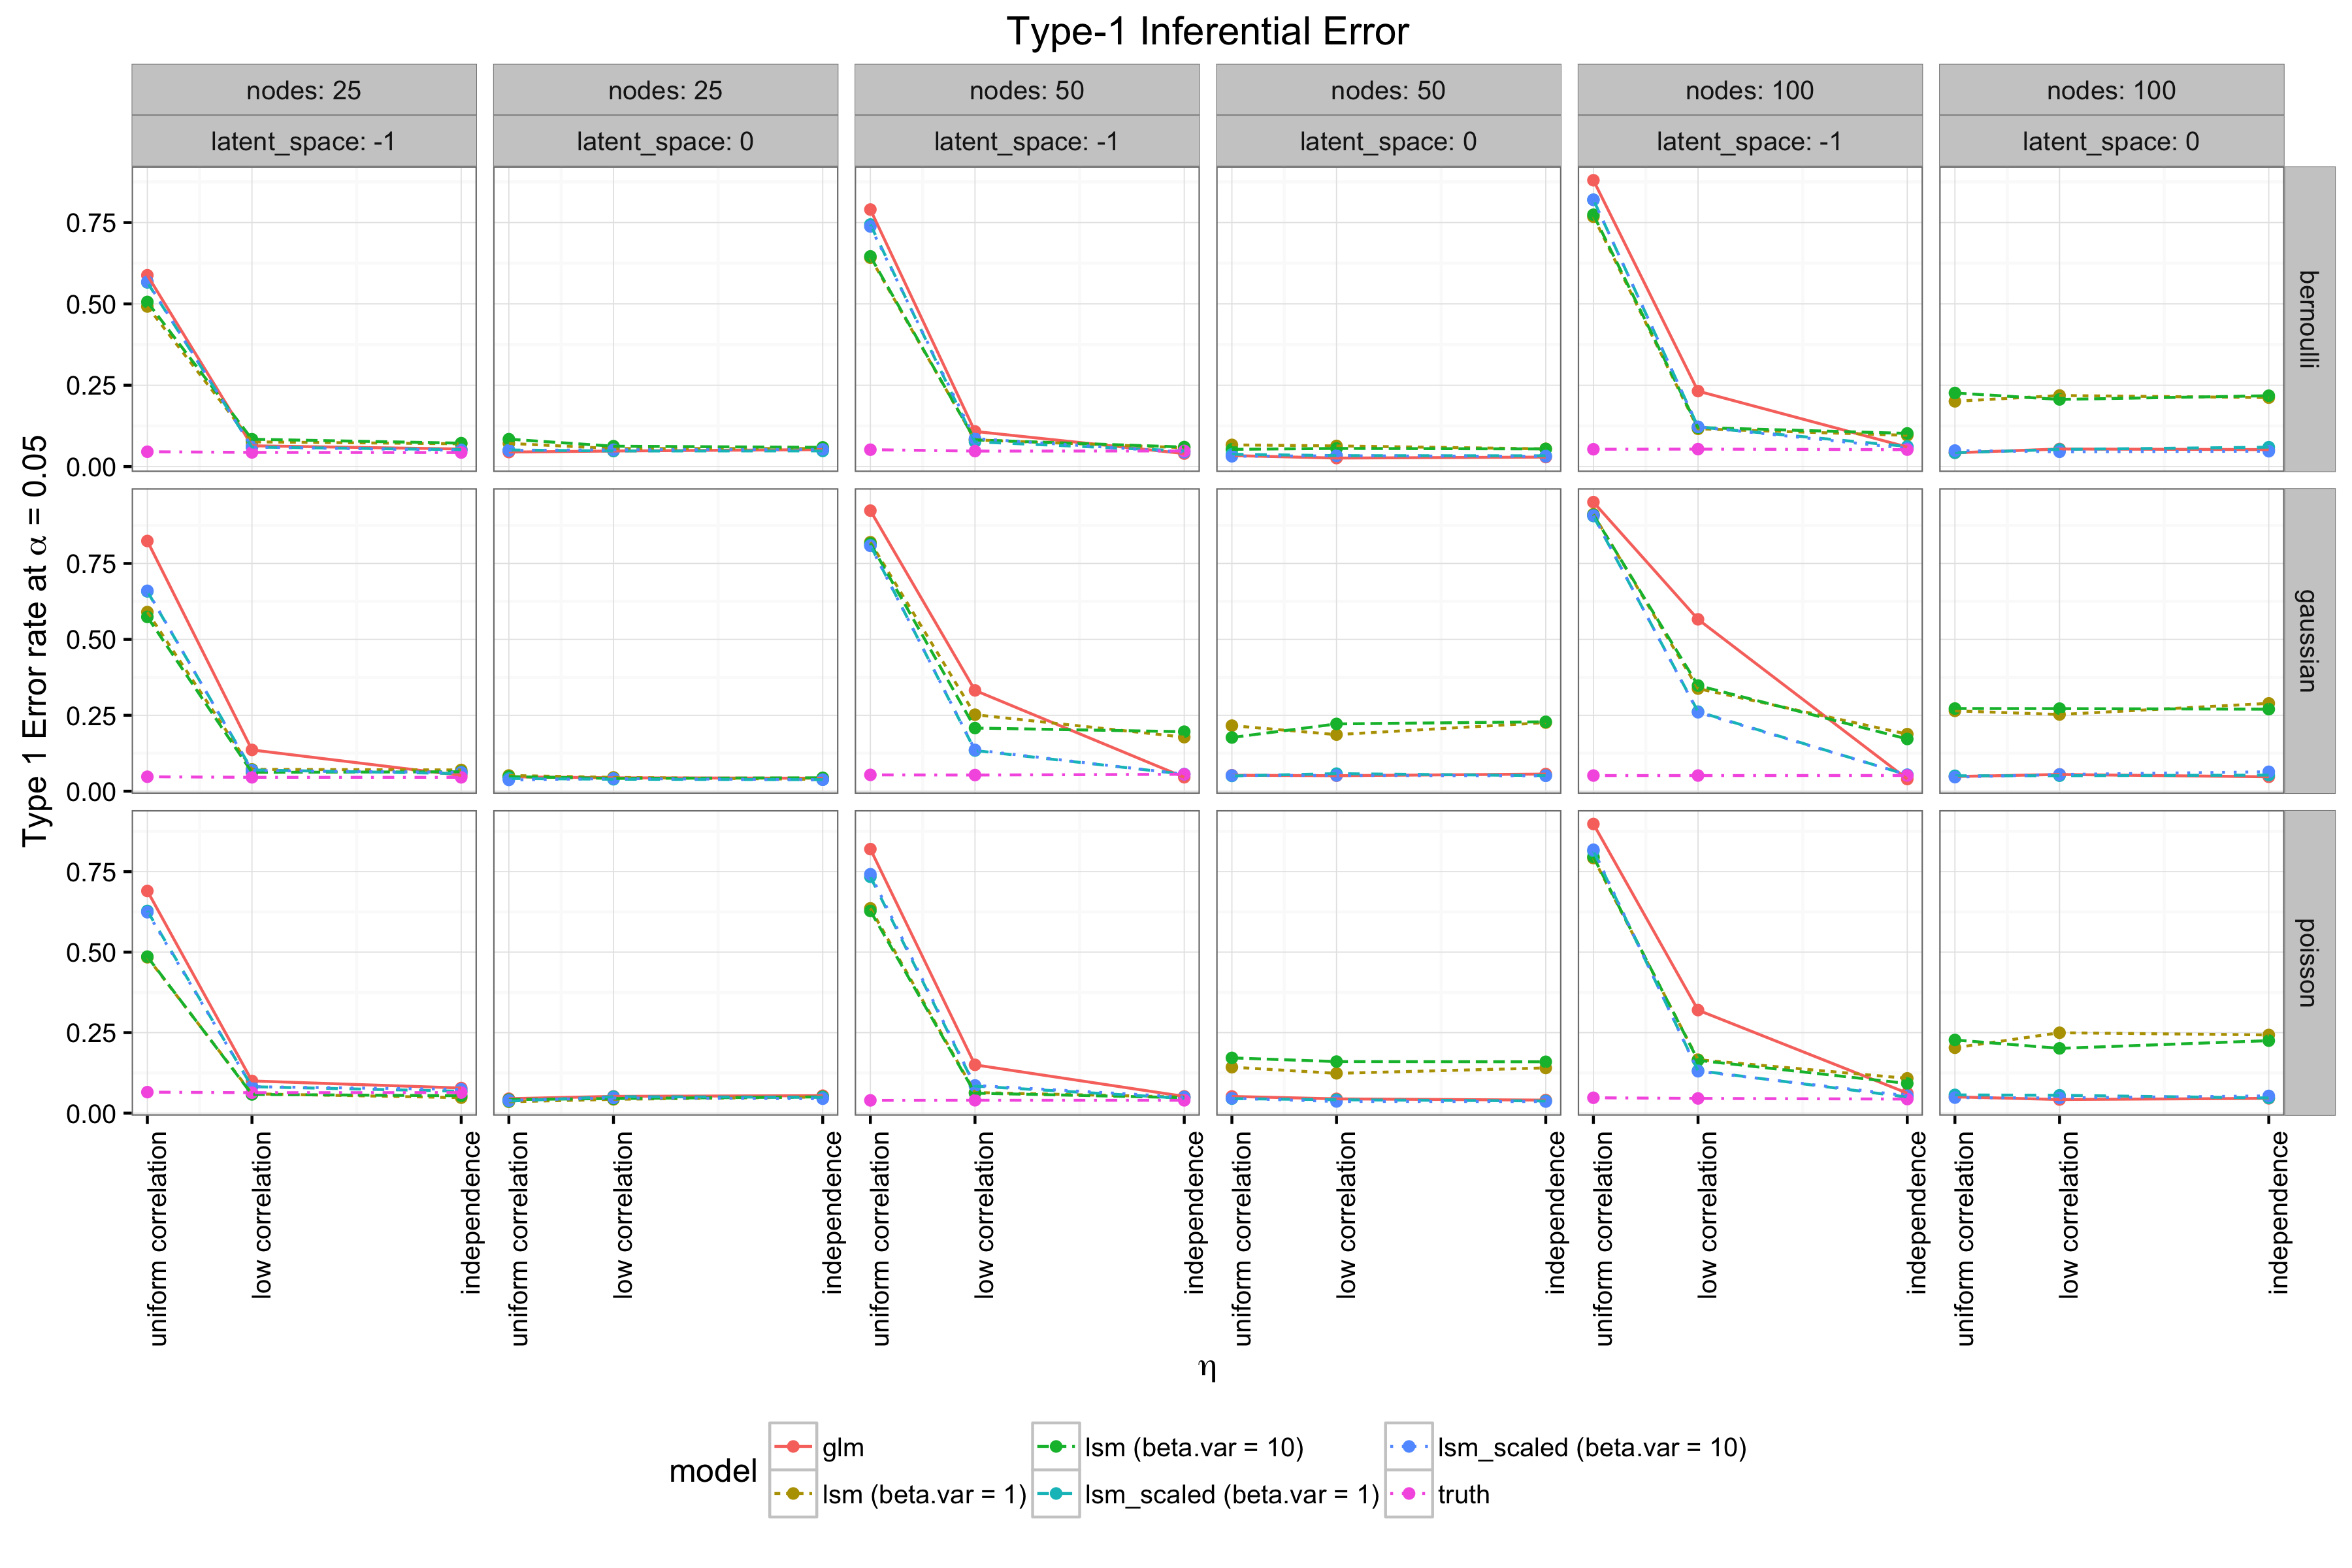 Type-1 Inferential Error
nodes: 25
nodes: 25
nodes: 50
nodes: 50
nodes: 100
nodes: 100
latent_space: -1
latent_space: 0
latent_space: -1
latent_space: 0
latent_space: -1
latent_space: 0
Type 1 Error rate at α = 0.05
0.75
0.50
0.25
0.00
bernoulli
0.75
0.50
0.25
0.00
gaussian
0.75
0.50
0.25
0.00
poisson
uniform correlation
low correlation
independence
uniform correlation
low correlation
independence
uniform correlation
low correlation
independence
uniform correlation
low correlation
independence
uniform correlation
low correlation
independence
uniform correlation
low correlation
independence
η
model
glm
lsm (beta.var = 10)
lsm_scaled (beta.var = 10)
lsm (beta.var = 1)
lsm_scaled (beta.var = 1)
truth